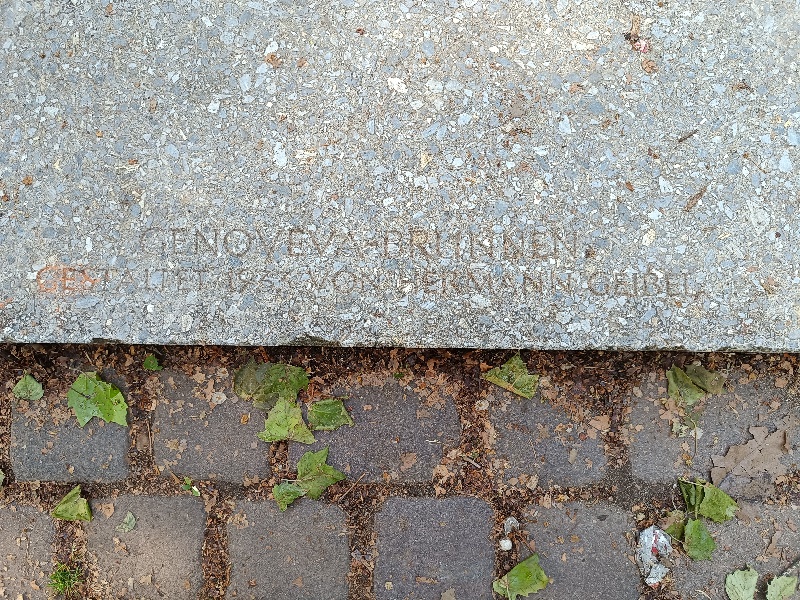 GENOVEVA-BRUNNEN
GESTALTET VON HERMANN GEIBEL